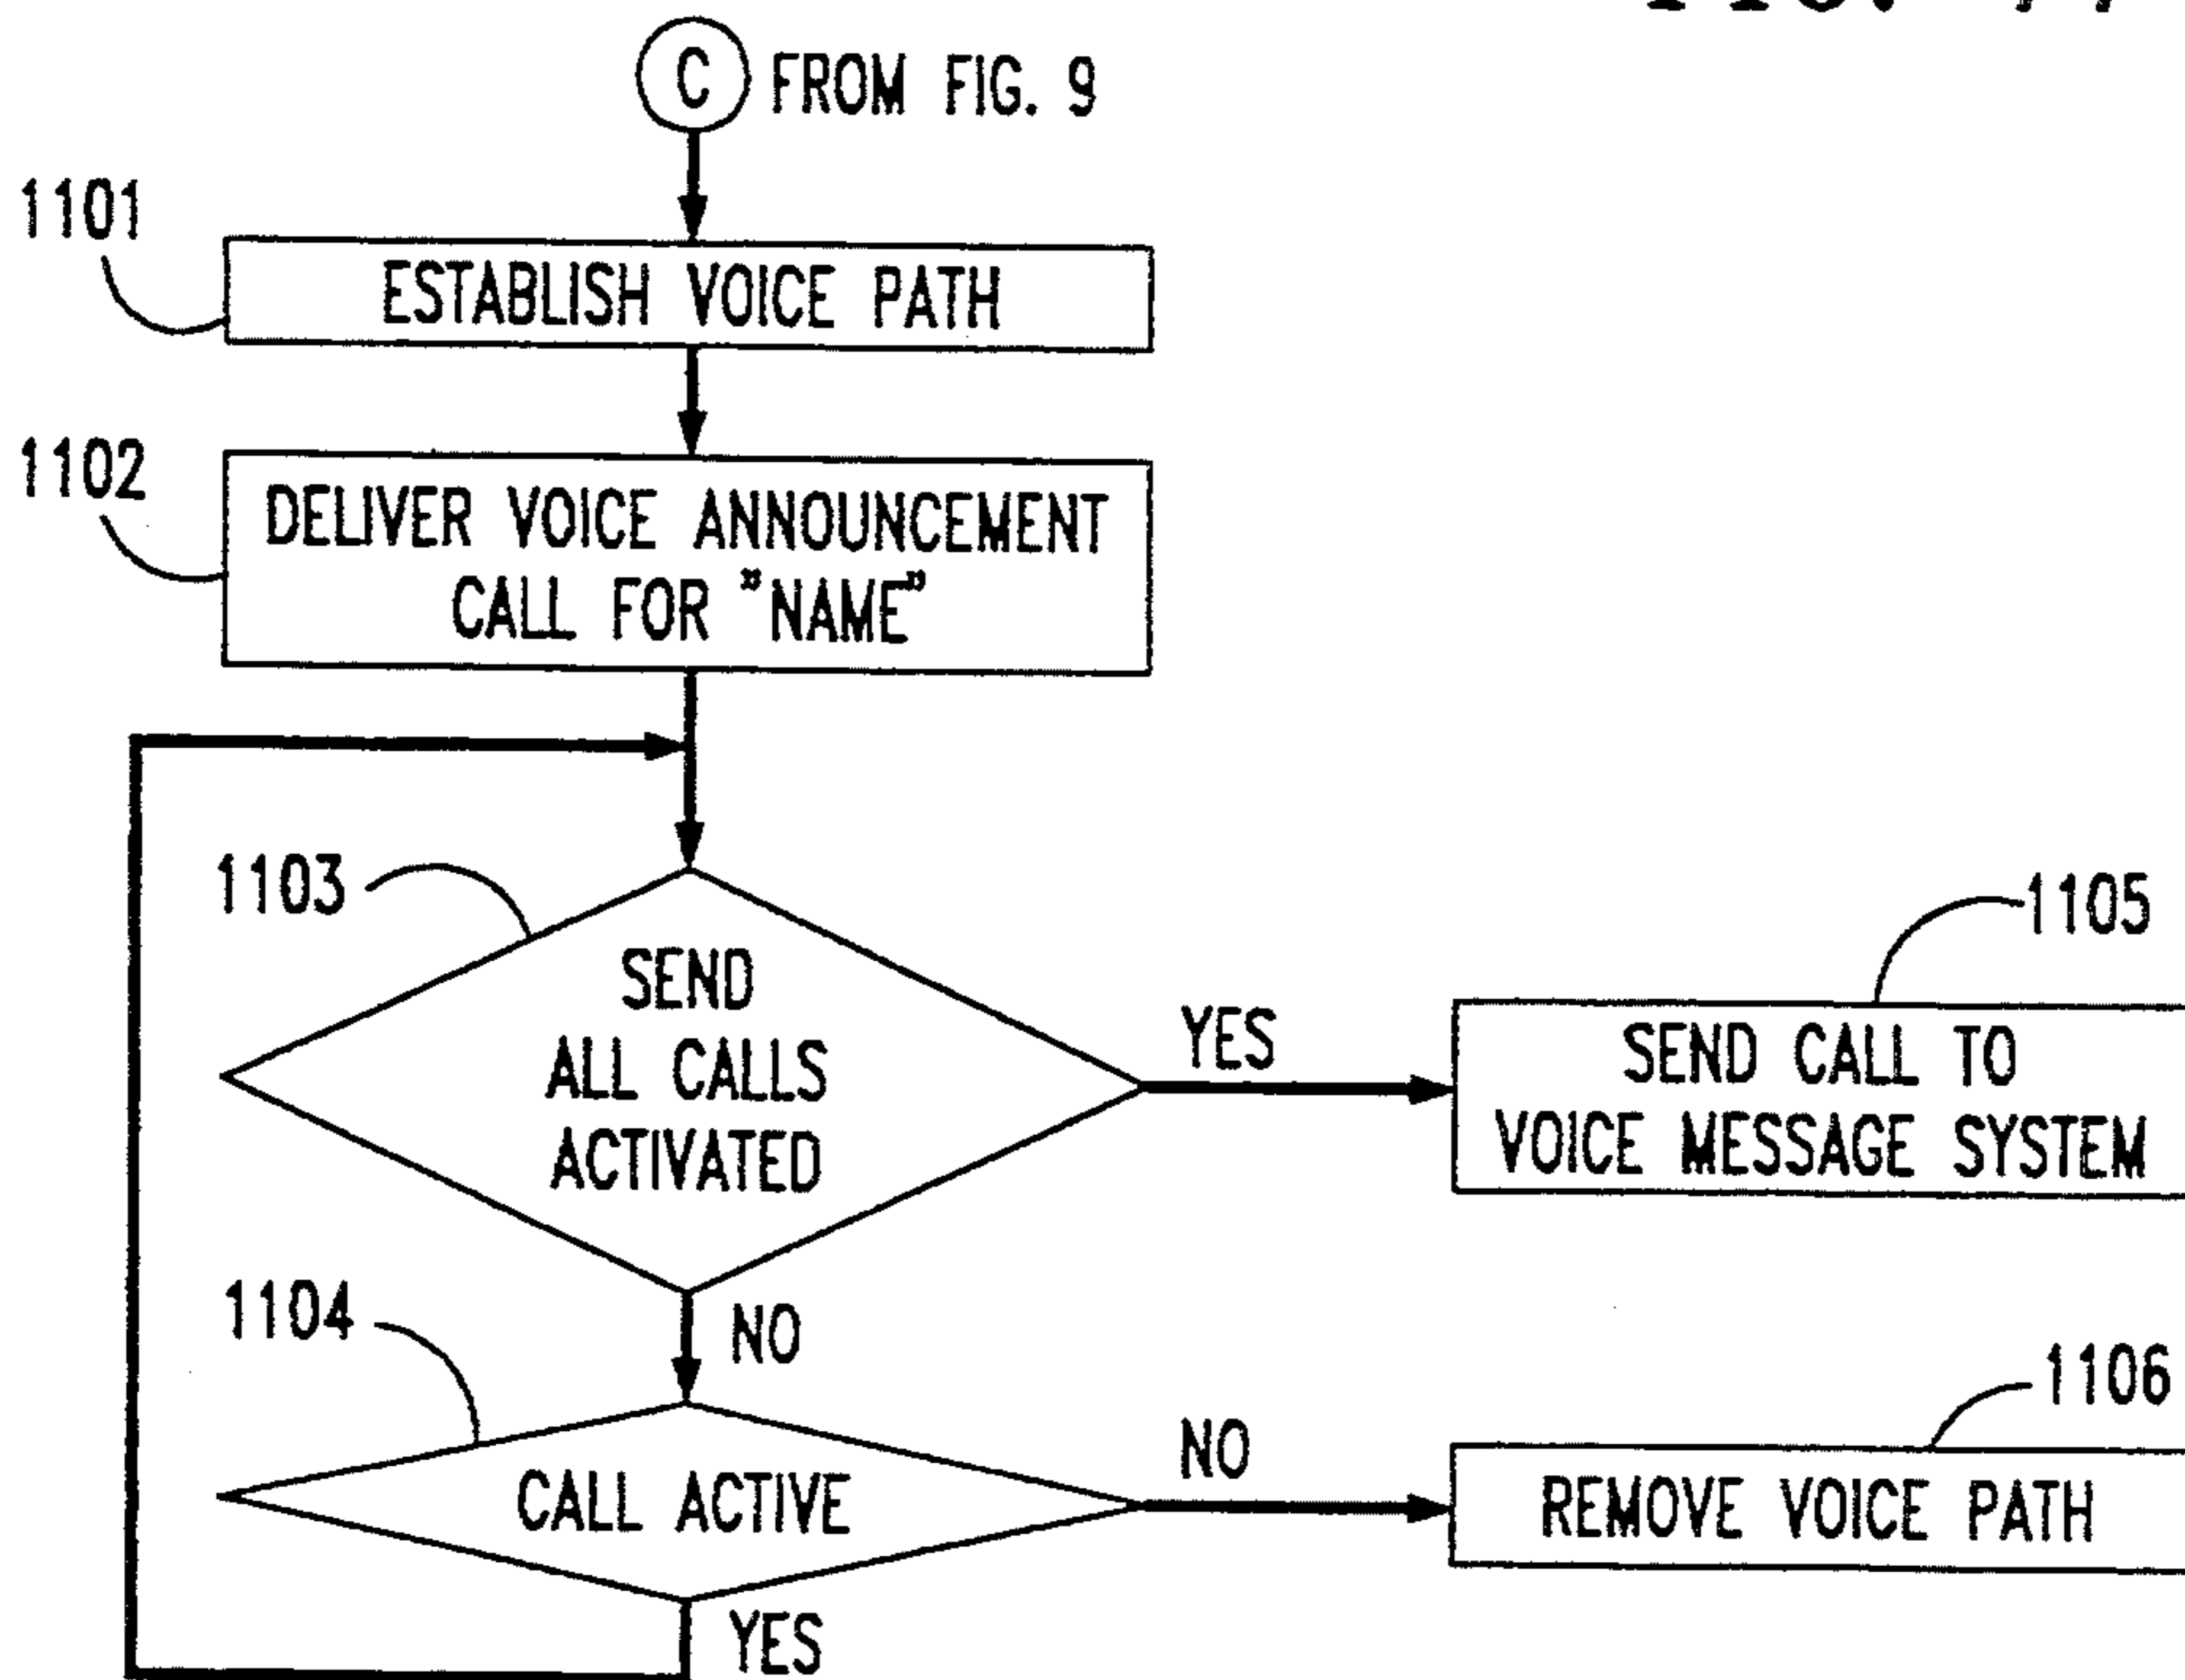 C FROM FIG. 9
1101
ESTABLISH VOICE PATH
1102
DELIVER VOICE ANNOUNCEMENT
CALL FOR "NAME"
1103
SEND
ALL CALLS
ACTIVATED
YES
1105
SEND CALL TO
VOICE MESSAGE SYSTEM
NO
1104
CALL ACTIVE
NO
1106
REMOVE VOICE PATH
YES